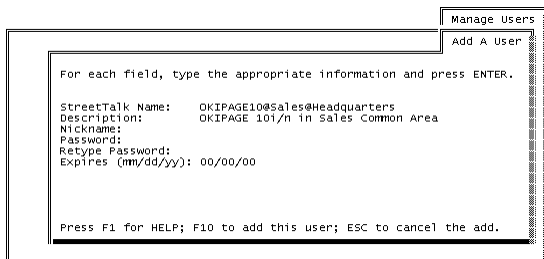 Manage Users
Add A User
For each field, type the appropriate information and press ENTER.
StreetTalk Name: OKIPAGE10@Sales@Headquarters
Description: OKIPAGE 10i/n in Sales Common Area
Nickname:
Password:
Retype Password:
Expires (mm/dd/yy): 00/00/00
Press F1 for HELP; F10 to add this user; ESC to cancel the add.